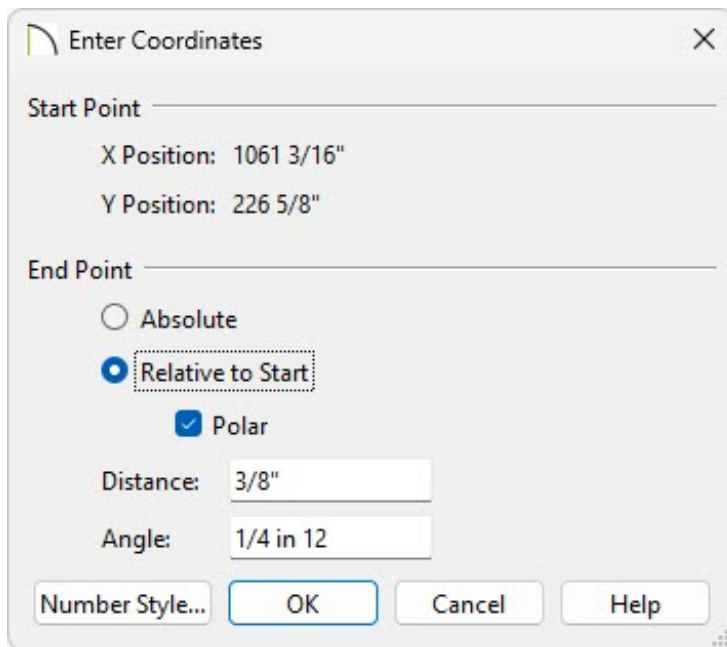 Enter Coordinates
Start Point
X Position: 1061 3/16"
Y Position: 226 5/8"
End Point
Absolute
Relative to Start
Polar
Distance: 3/8"
Angle: 1/4 in 12
Number Style... OK Cancel Help